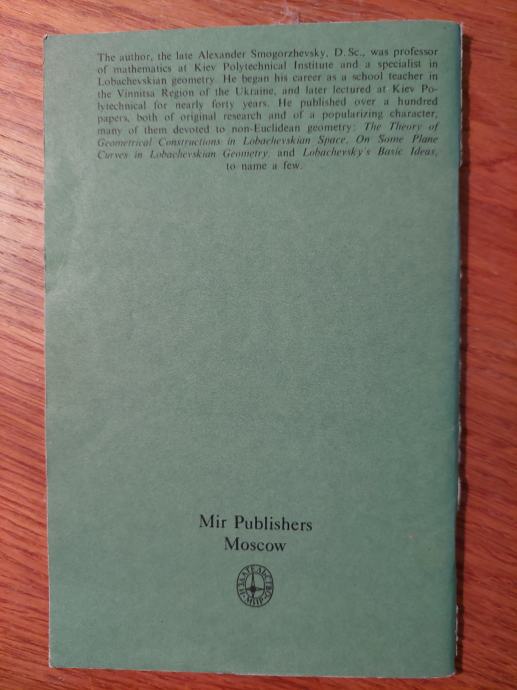 The author, the late Alexander Smogorzhevsky, D.Sc., was professor
of mathematics at Kiev Polytechnical Institute and a specialist in
Lobachevskian geometry. He began his career as a school teacher in
the Vinnitsa Region of the Ukraine, and later lectured at Kiev Po-
lytechnical for nearly forty years. He published over a hundred
papers, both of original research and of a popularizing character,
many of them devoted to non-Euclidean geometry: The Theory of
Geometrical Constructions in Lobachevskian Space, On Some Plane
Curves in Lobachevskian Geometry, and Lobachevsky's Basic Ideas,
to name a few.
Mir Publishers
Moscow
ИЗДАТЕЛЬСТВО
МИР